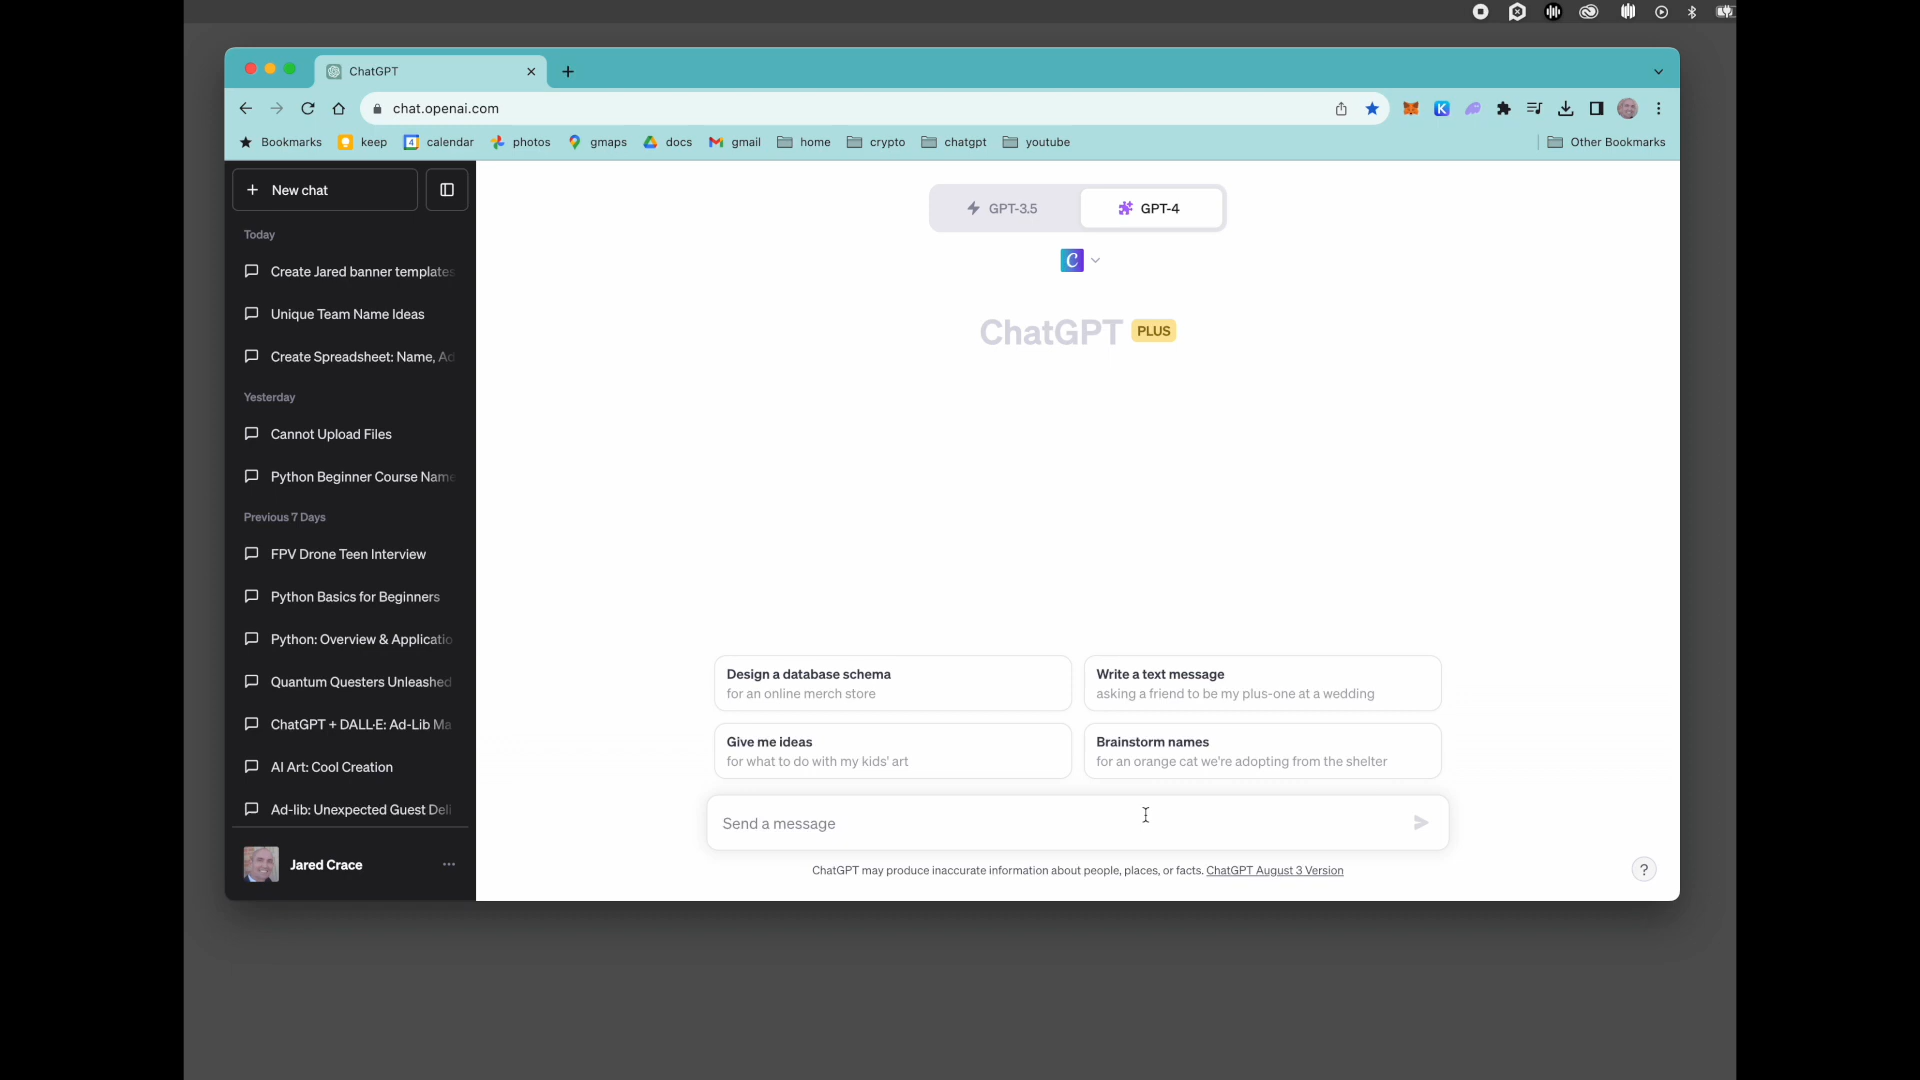 ChatGPT
chat.openai.com
Bookmarks keep 4 calendar photos gmaps docs gmail home crypto chatgpt youtube Other Bookmarks
New chat
Today
Create Jared banner templates
Unique Team Name Ideas
Create Spreadsheet: Name, Ad
Yesterday
Cannot Upload Files
Python Beginner Course Name
Previous 7 Days
FPV Drone Teen Interview
Python Basics for Beginners
Python: Overview & Applicatio
Quantum Questers Unleashed
ChatGPT + DALL·E: Ad-Lib Ma
AI Art: Cool Creation
Ad-lib: Unexpected Guest Deli
Jared Crace
GPT-3.5 GPT-4
C
ChatGPT PLUS
Design a database schema
for an online merch store
Write a text message
asking a friend to be my plus-one at a wedding
Give me ideas
for what to do with my kids' art
Brainstorm names
for an orange cat we're adopting from the shelter
Send a message
ChatGPT may produce inaccurate information about people, places, or facts. ChatGPT August 3 Version
?